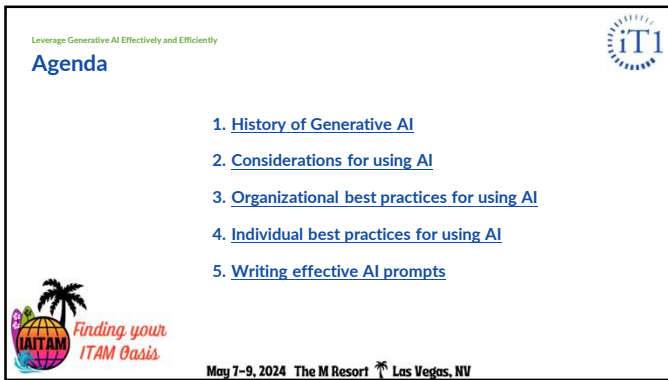 Leverage Generative AI Effectively and Efficiently
Agenda
iT1
1. History of Generative AI
2. Considerations for using AI
3. Organizational best practices for using AI
4. Individual best practices for using AI
5. Writing effective AI prompts
IAITAM
Finding your
ITAM Oasis
May 7-9, 2024 The M Resort Las Vegas, NV